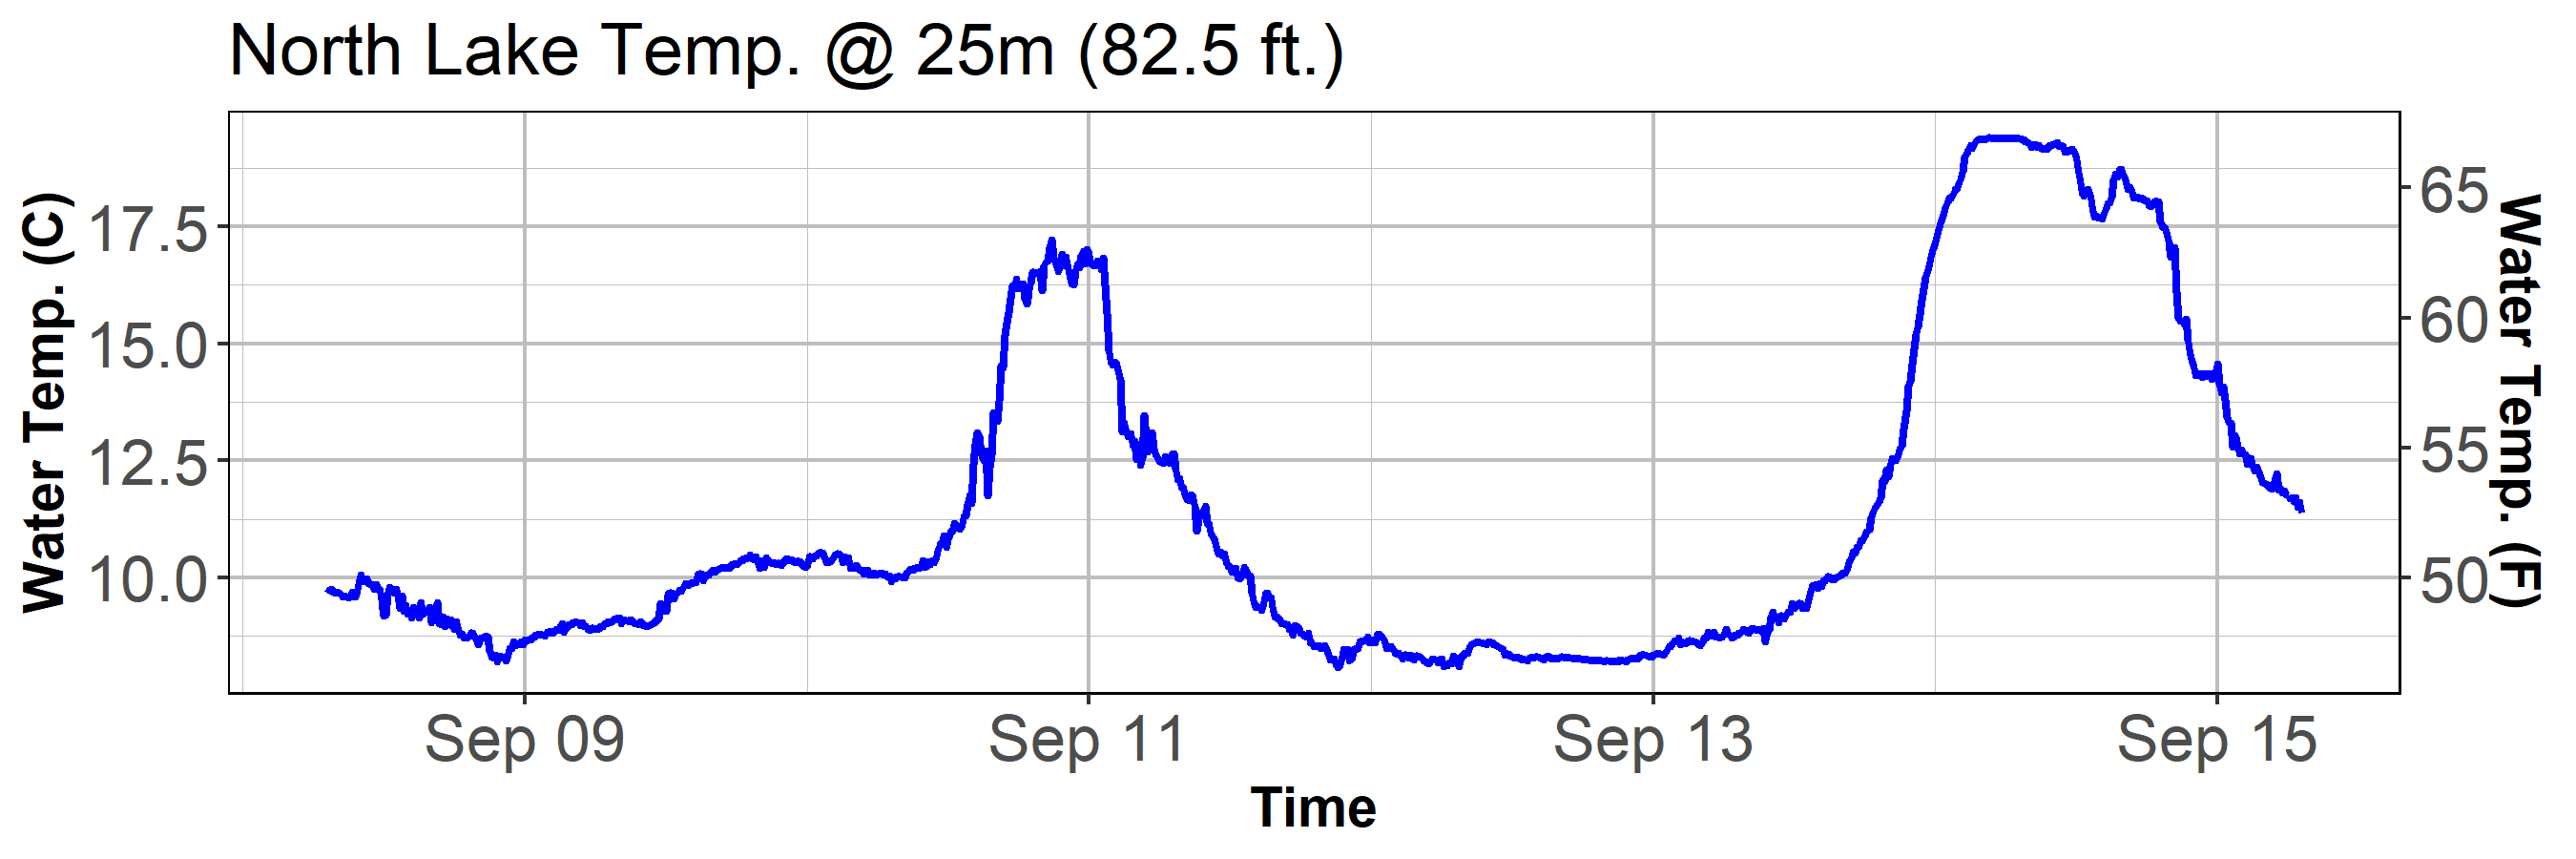 North Lake Temp. @ 25m (82.5 ft.)
Water Temp. (C)
17.5
15.0
12.5
10.0
65
60
55
50
Water Temp. (F)
Sep 09
Sep 11
Sep 13
Sep 15
Time